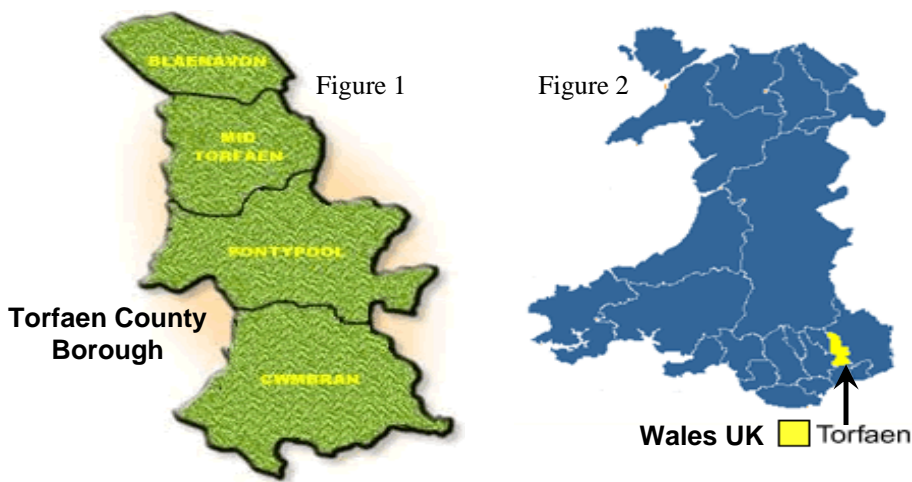 BLAENAVON
Figure 1
MID
TORFAEN
PONTYPOOL
Torfaen County
Borough
CWMBRAN
Figure 2
Wales UK
Torfaen